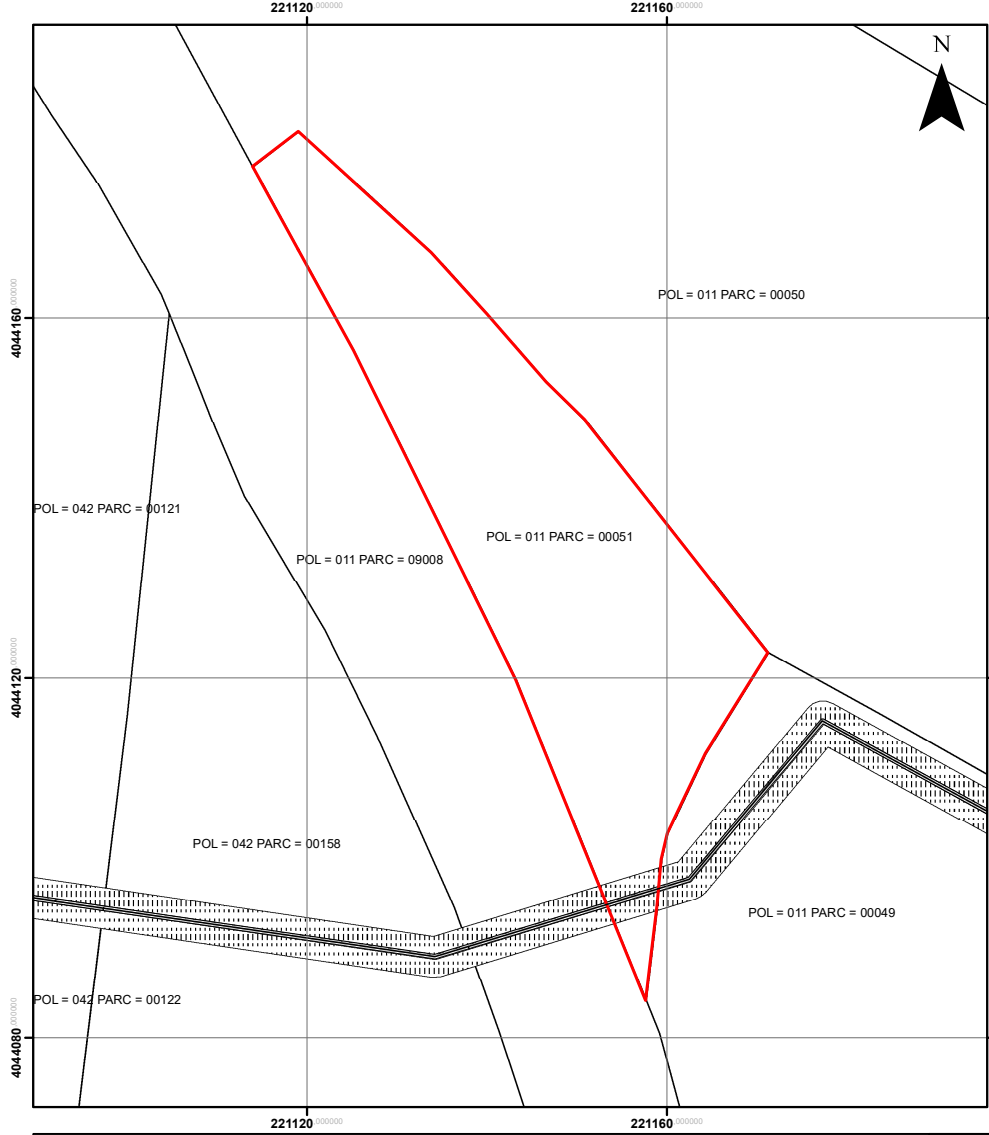 221120.000000 221160.000000
N
POL = 011 PARC = 00050
4044160.000000
POL = 042 PARC = 00121
POL = 011 PARC = 00051
POL = 011 PARC = 09008
4044120.000000
POL = 042 PARC = 00158
POL = 011 PARC = 00049
POL = 042 PARC = 00122
4044080.000000
221120.000000 221160.000000